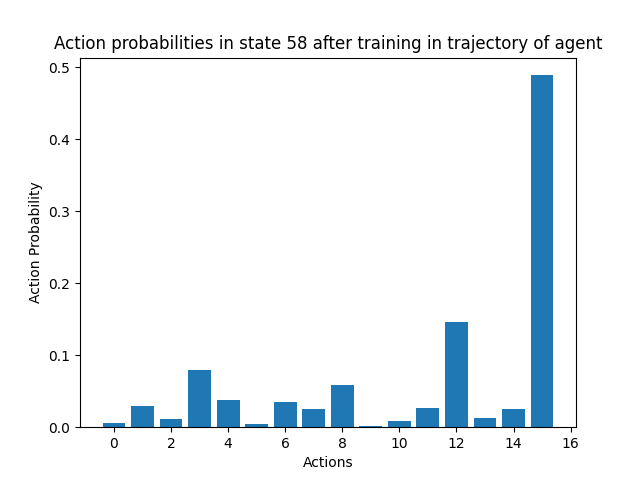 Action probabilities in state 58 after training in trajectory of agent
0.5
0.4
0.3
0.2
0.1
0.0
Action Probability
0 2 4 6 8 10 12 14 16
Actions